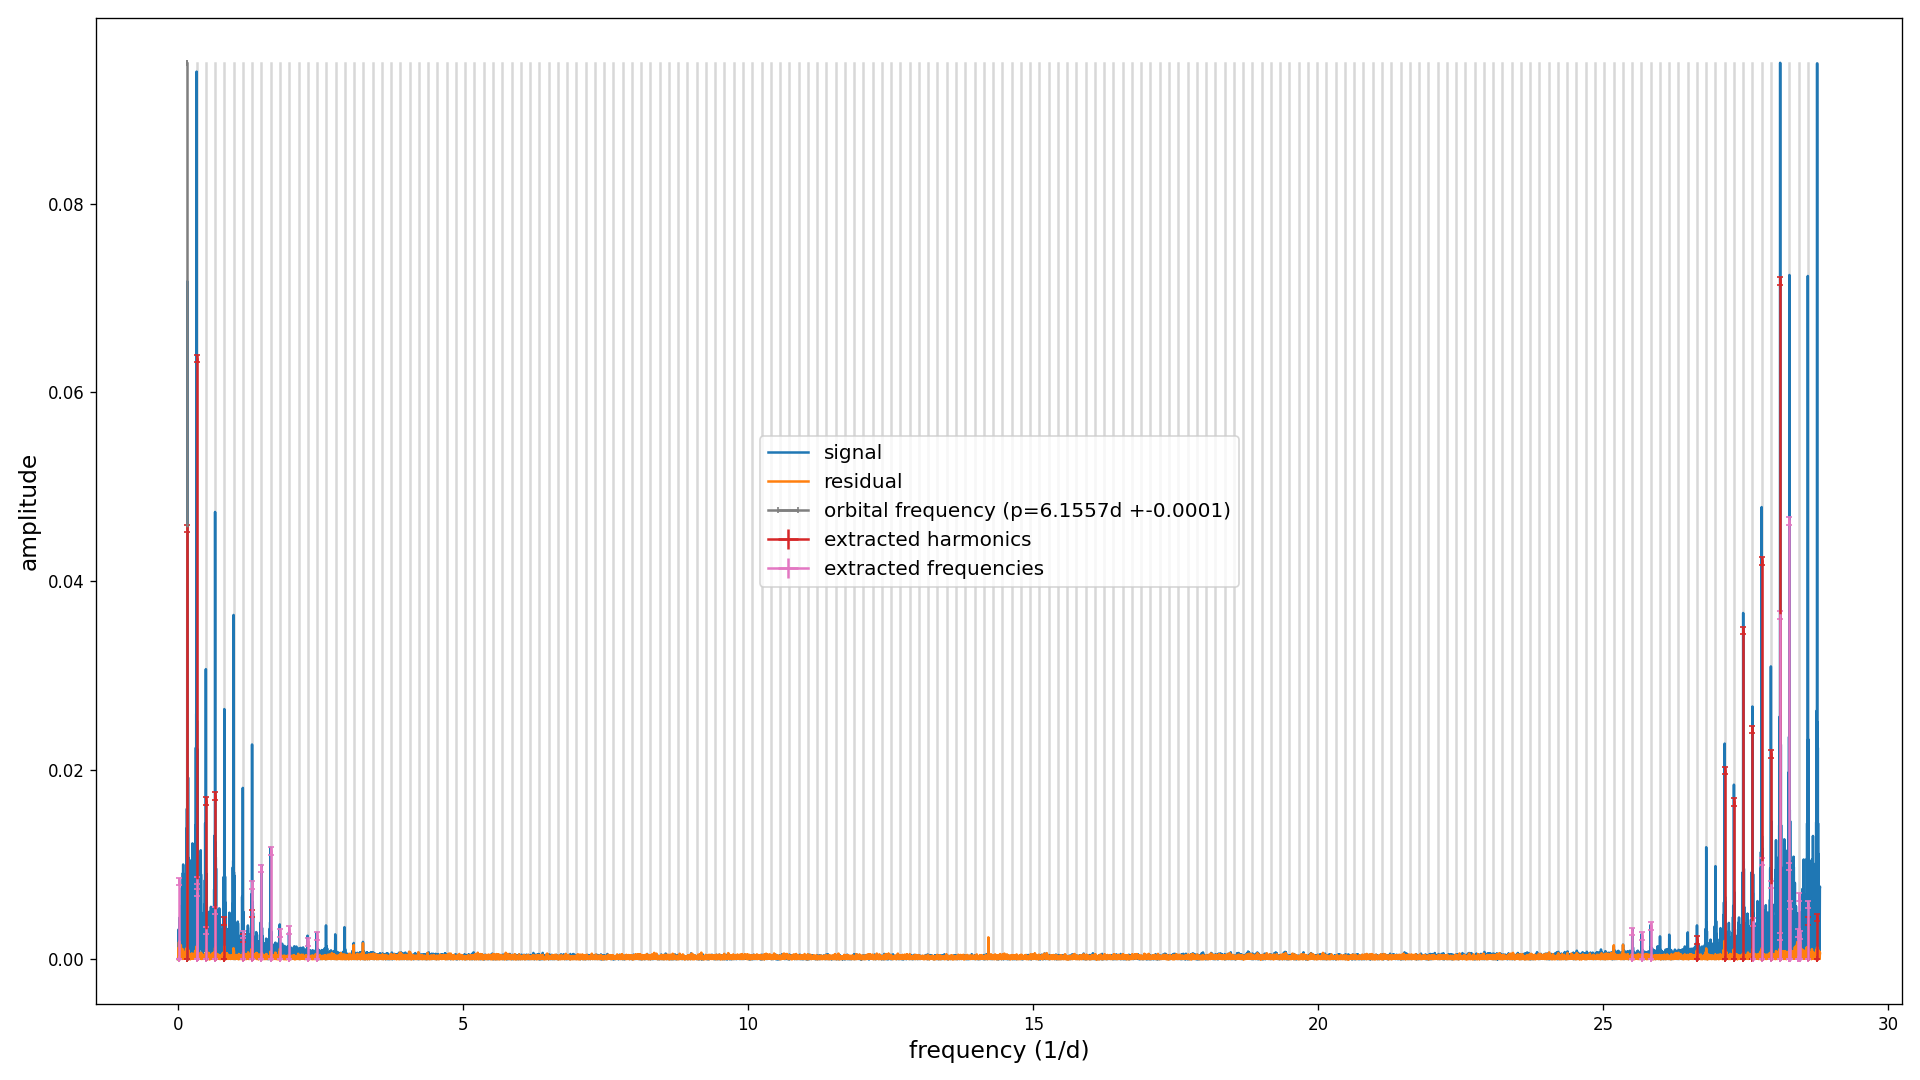 0.08
0.06
0.04
0.02
0.00
amplitude
signal
residual
orbital frequency (p=6.1557d +-0.0001)
extracted harmonics
extracted frequencies
0 5 10 15 20 25 30
frequency (1/d)